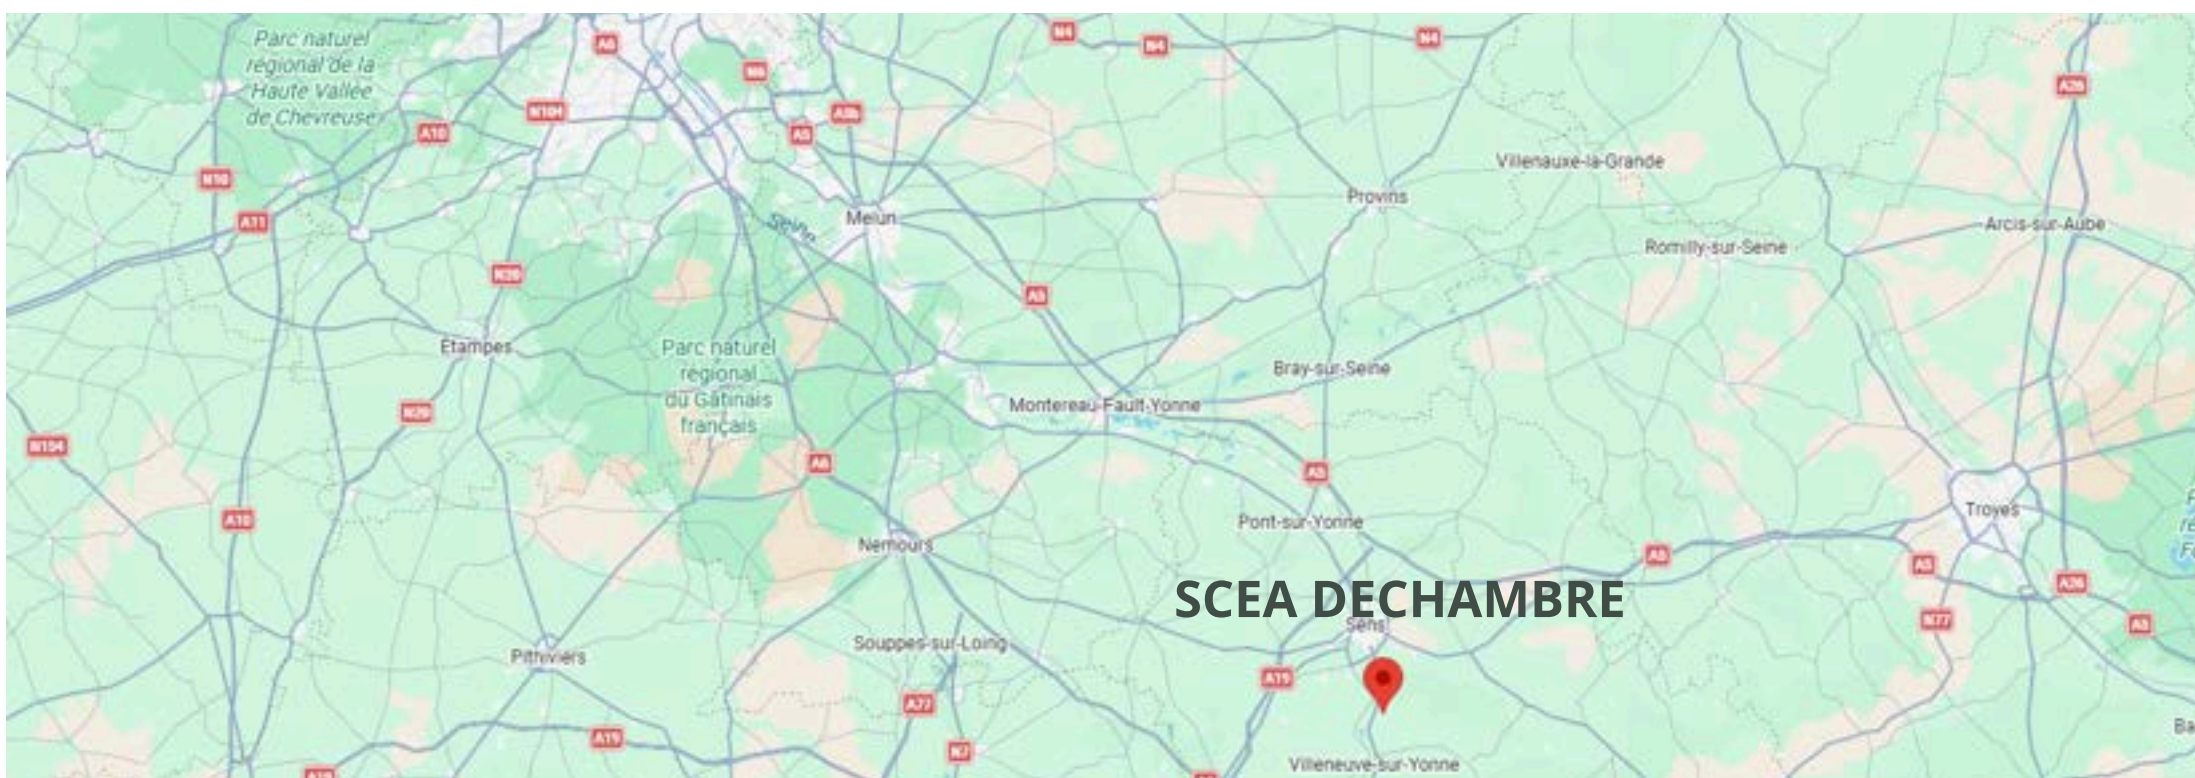 Parc naturel
régional de la
Haute Vallée
de Chevreuse
A6
N4
N4
N4
N6
A26
N104
A5b
A10
A5
N10
Villenauxe-la-Grande
Provins
A11
Melun
Seine
Arcis-sur-Aube
Romilly-sur-Seine
N20
A5
Étampes
Parc naturel
régional
du Gâtinais
français
Bray-sur-Seine
N20
Montereau-Fault-Yonne
N154
A6
A5
A10
Pont-sur-Yonne
Troyes
Nemours
A5
A5
A26
SCEA DECHAMBRE
Sens
N77
A5
Souppes-sur-Loing
Pithiviers
A19
A77
A19
N7
Villeneuve-sur-Yonne
Ba